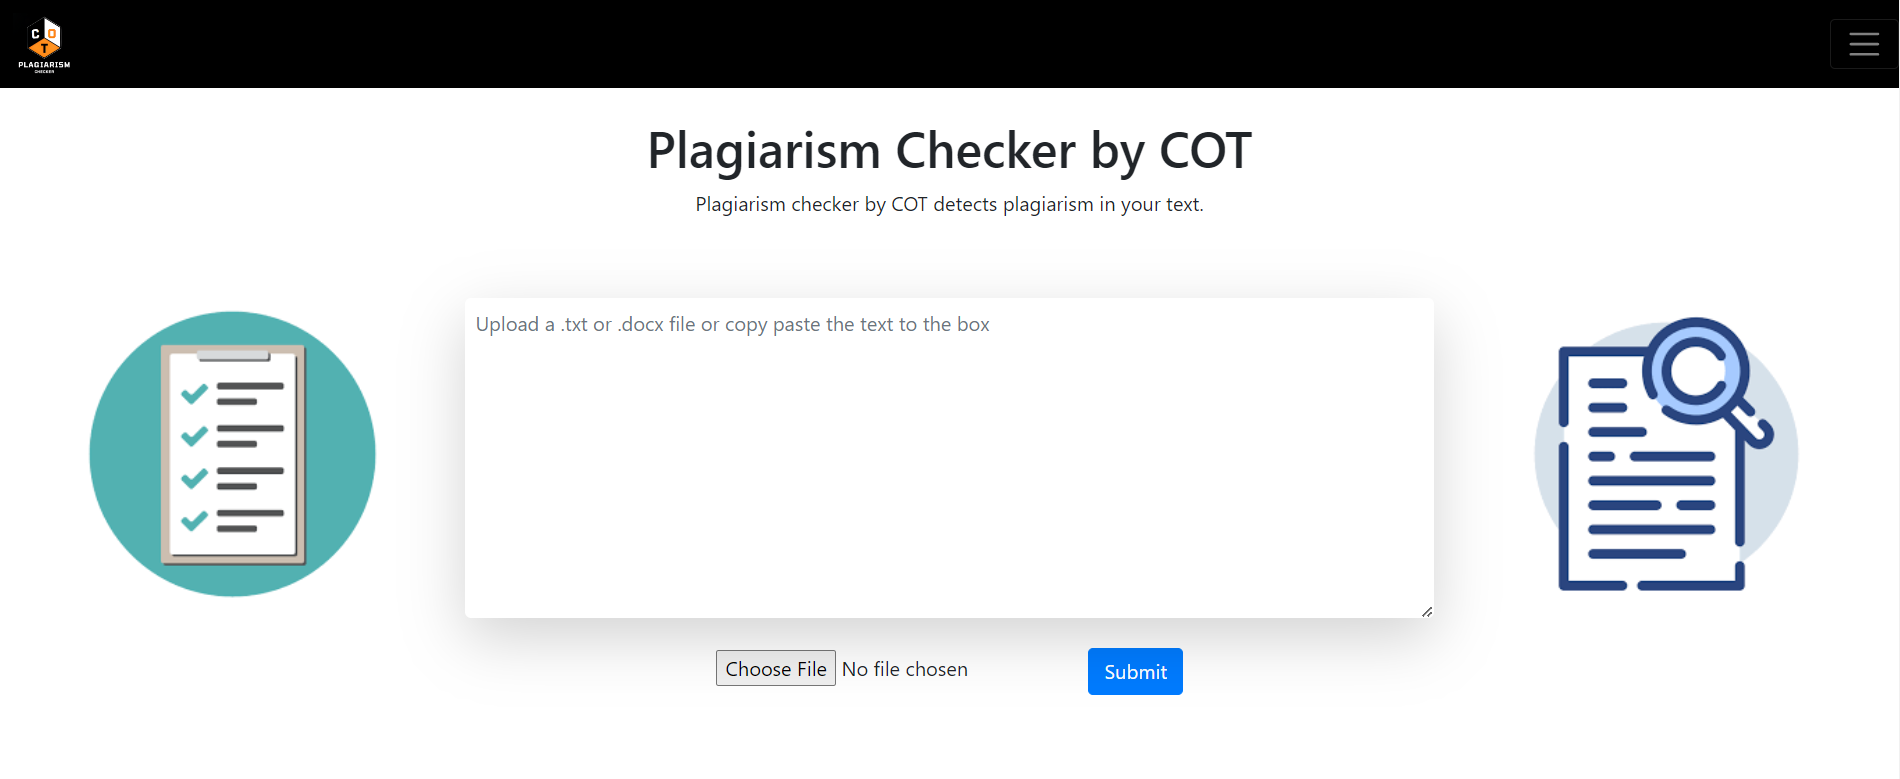 C O
T
PLAGIARISM
CHECKER
Plagiarism Checker by COT
Plagiarism checker by COT detects plagiarism in your text.
Upload a .txt or .docx file or copy paste the text to the box
Choose File No file chosen
Submit